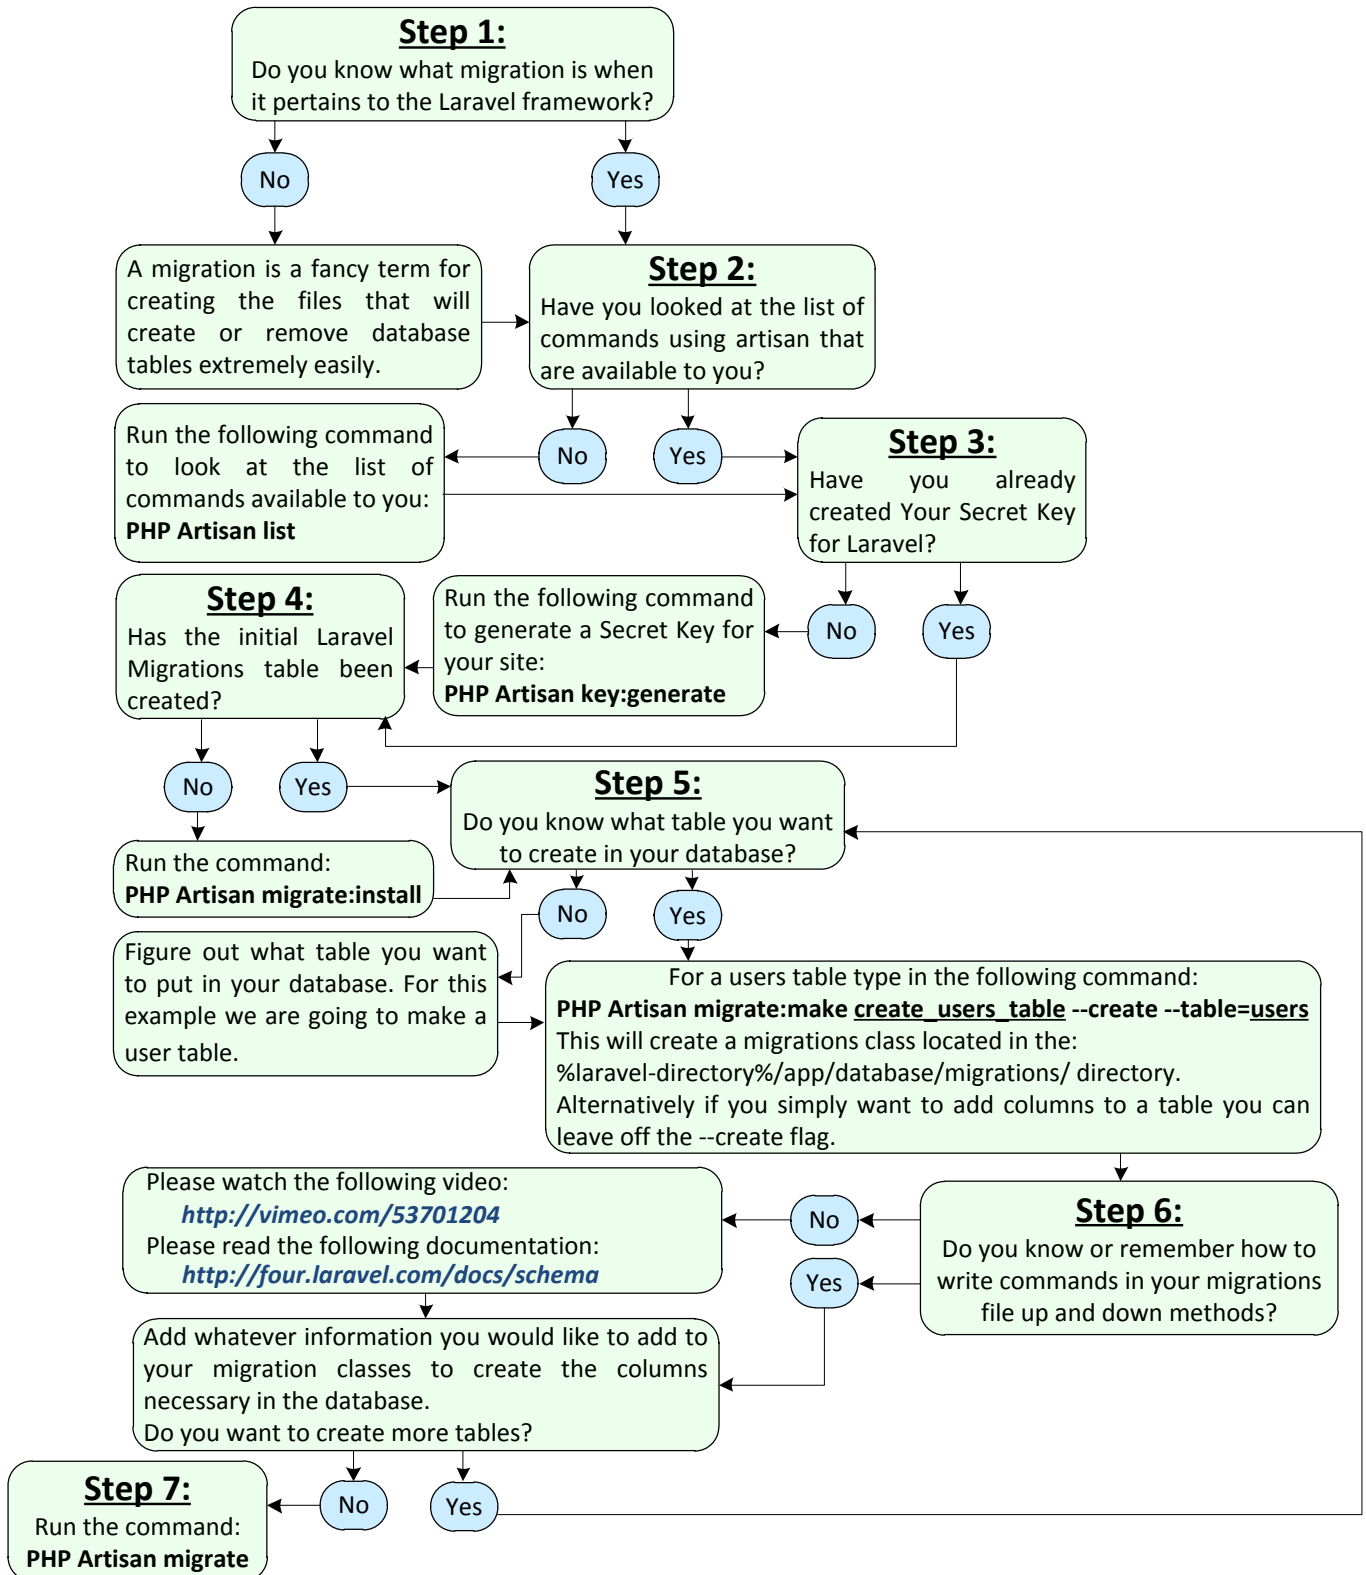 Step 1:
Do you know what migration is when
it pertains to the Laravel framework?
No
Yes
A migration is a fancy term for
creating the files that will
create or remove database
tables extremely easily.
Step 2:
Have you looked at the list of
commands using artisan that
are available to you?
No
Yes
Run the following command
to look at the list of
commands available to you:
PHP Artisan list
Step 3:
Have you already
created Your Secret Key
for Laravel?
No
Yes
Run the following command
to generate a Secret Key for
your site:
PHP Artisan key:generate
Step 4:
Has the initial Laravel
Migrations table been
created?
No
Yes
Run the command:
PHP Artisan migrate:install
Step 5:
Do you know what table you want
to create in your database?
No
Yes
Figure out what table you want
to put in your database. For this
example we are going to make a
user table.
For a users table type in the following command:
PHP Artisan migrate:make create_users_table --create --table=users
This will create a migrations class located in the:
%laravel-directory%/app/database/migrations/ directory.
Alternatively if you simply want to add columns to a table you can
leave off the --create flag.
Step 6:
Do you know or remember how to
write commands in your migrations
file up and down methods?
No
Yes
Please watch the following video:
http://vimeo.com/53701204
Please read the following documentation:
http://four.laravel.com/docs/schema
Add whatever information you would like to add to
your migration classes to create the columns
necessary in the database.
Do you want to create more tables?
No
Yes
Step 7:
Run the command:
PHP Artisan migrate